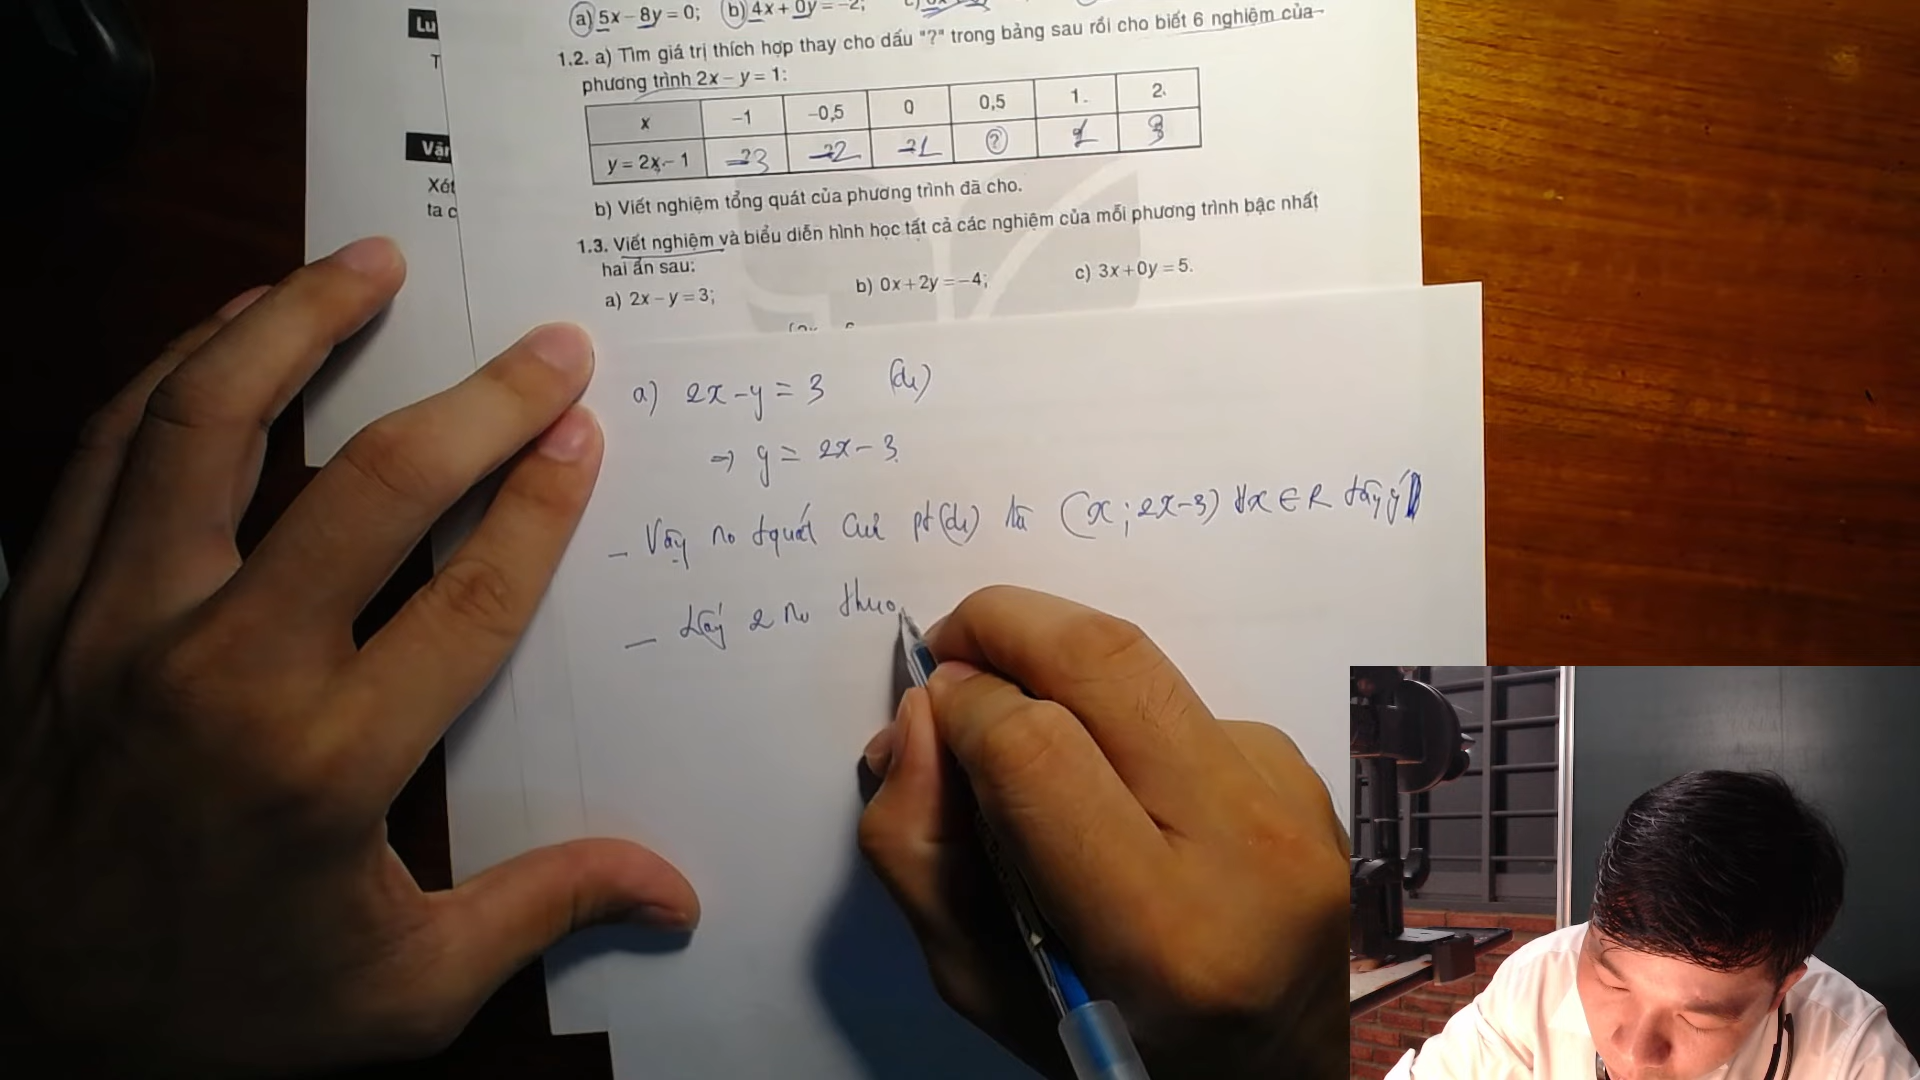 Lu
T
Vận
Xét
ta c
a) 5x – 8y = 0; b) 4x + 0y = –2;
1.2. a) Tìm giá trị thích hợp thay cho dấu "?" trong bảng sau rồi cho biết 6 nghiệm của
phương trình 2x – y = 1:
x –1 –0,5 0 0,5 1 2
y = 2x – 1 –3 –2 –1 ? 1 3
b) Viết nghiệm tổng quát của phương trình đã cho.
1.3. Viết nghiệm và biểu diễn hình học tất cả các nghiệm của mỗi phương trình bậc nhất
hai ẩn sau:
a) 2x – y = 3; b) 0x + 2y = –4; c) 3x + 0y = 5.
a) 2x – y = 3 (d₁)
⇒ y = 2x – 3
– Vậy no tquát của pt (d₁) là (x; 2x–3) ∀x ∈ R tùy ý
– Lấy 2 no thuo